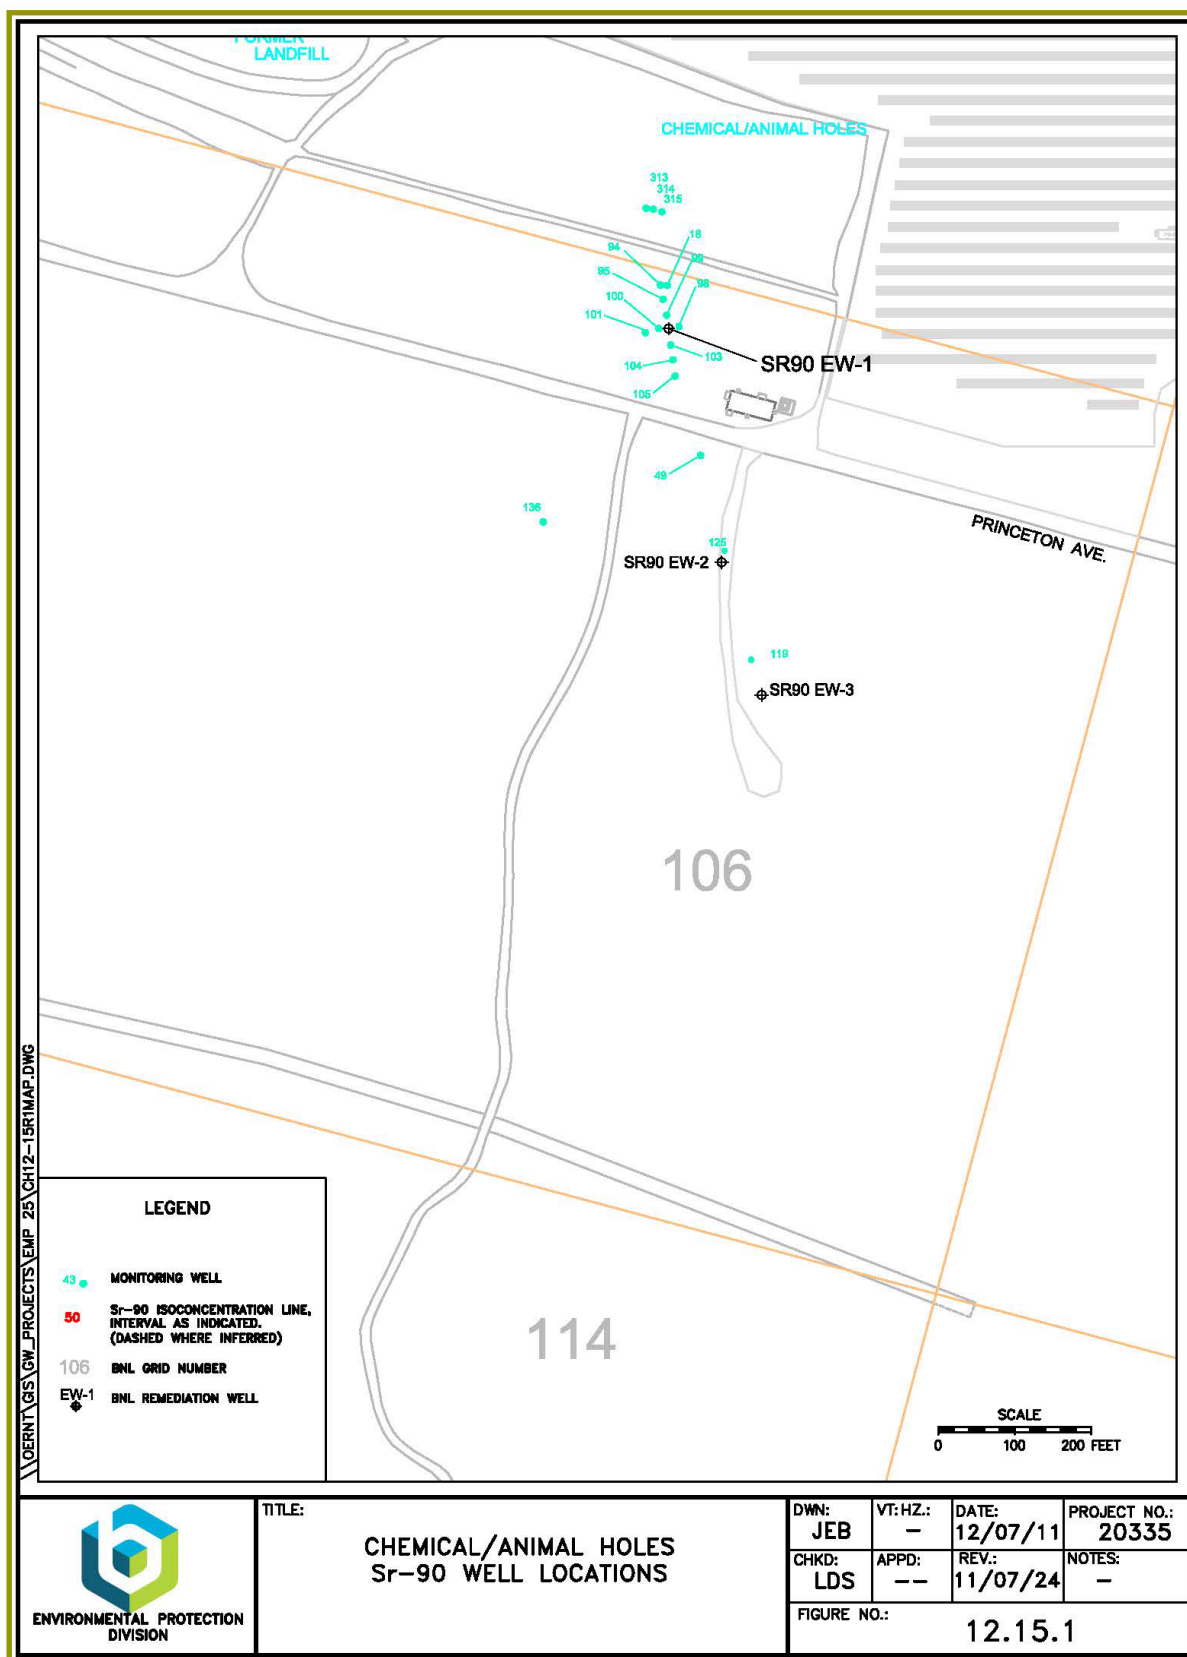 FORMER
LANDFILL
CHEMICAL/ANIMAL HOLES
313
314
315
94
18
99
95
98
100
101
103
104
105
SR90 EW-1
49
136
125
SR90 EW-2
PRINCETON AVE.
119
SR90 EW-3
106
114
\\OERNT\GIS\GW_PROJECTS\EMP 25\CH12-15R1MAP.DWG
LEGEND
43 MONITORING WELL
50 Sr-90 ISOCONCENTRATION LINE,
INTERVAL AS INDICATED.
(DASHED WHERE INFERRED)
106 BNL GRID NUMBER
EW-1 BNL REMEDIATION WELL
SCALE
0 100 200 FEET
ENVIRONMENTAL PROTECTION
DIVISION
TITLE:
CHEMICAL/ANIMAL HOLES
Sr-90 WELL LOCATIONS
DWN: VT:HZ.: DATE: PROJECT NO.:
JEB - 12/07/11 20335
CHKD: APPD: REV.: NOTES:
LDS -- 11/07/24 -
FIGURE NO.:
12.15.1